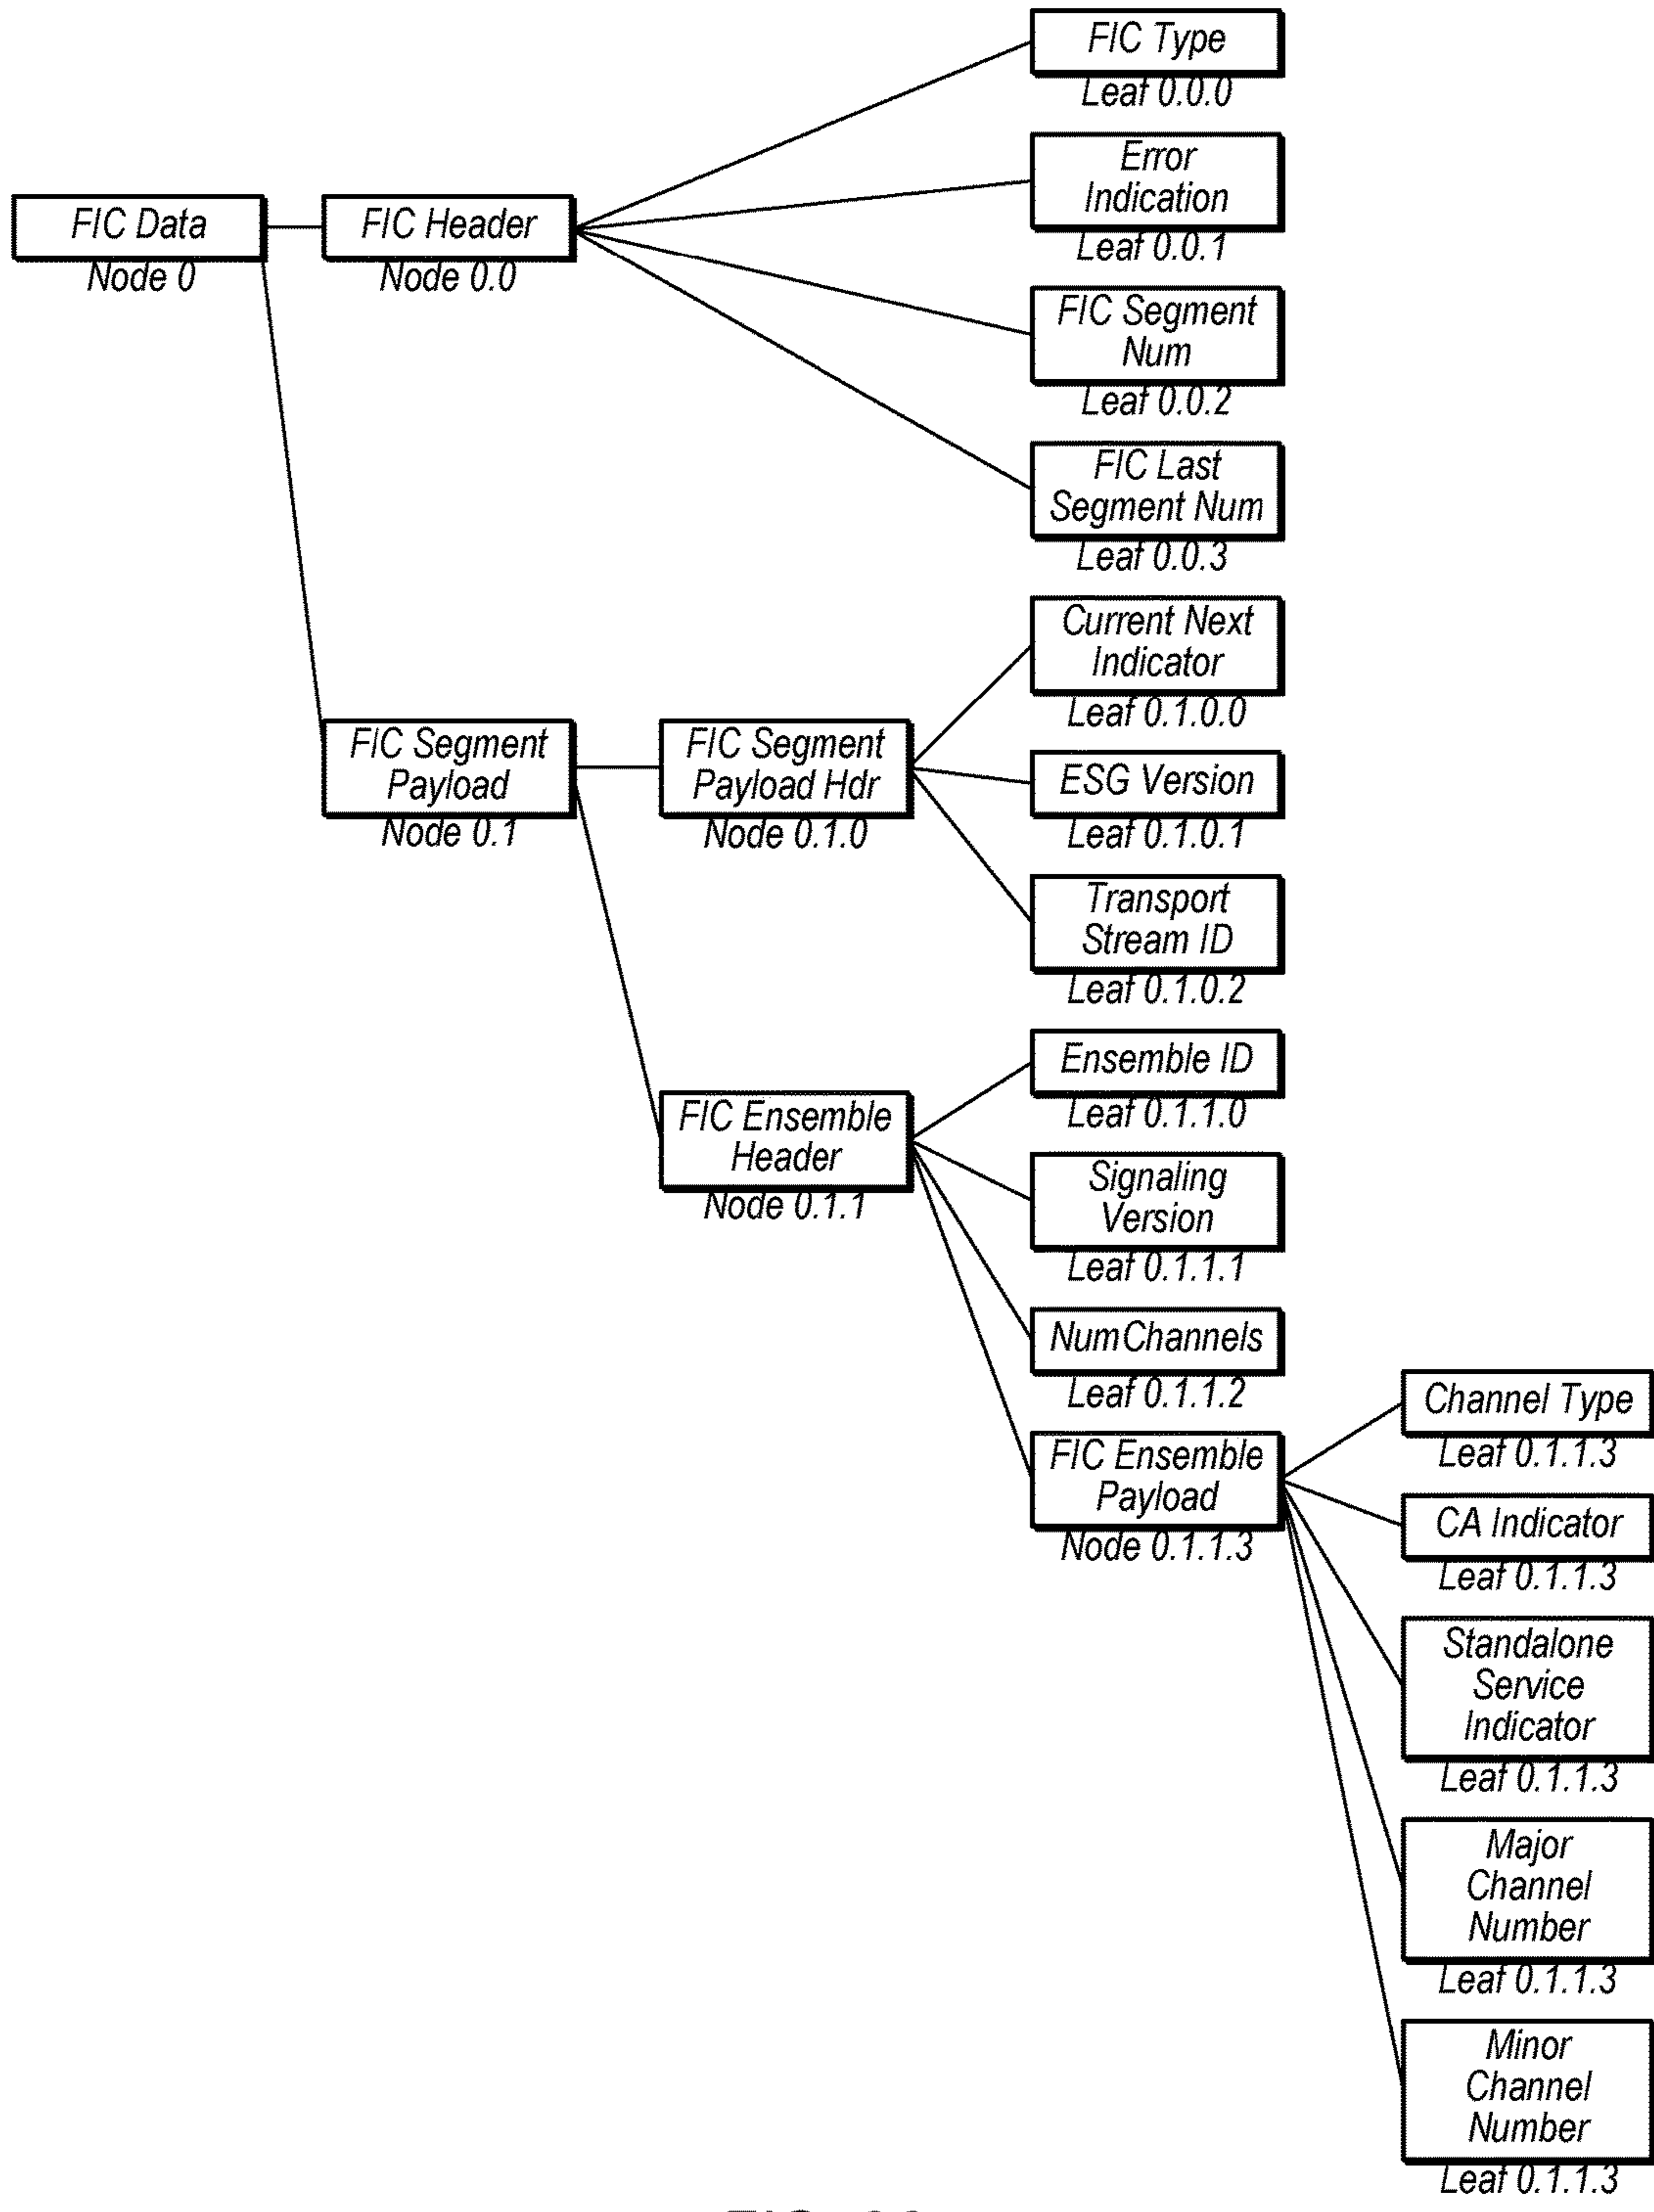 FIC Type
Leaf 0.0.0
Error
Indication
Leaf 0.0.1
FIC Data
Node 0
FIC Header
Node 0.0
FIC Segment
Num
Leaf 0.0.2
FIC Last
Segment Num
Leaf 0.0.3
Current Next
Indicator
Leaf 0.1.0.0
FIC Segment
Payload
Node 0.1
FIC Segment
Payload Hdr
Node 0.1.0
ESG Version
Leaf 0.1.0.1
Transport
Stream ID
Leaf 0.1.0.2
Ensemble ID
Leaf 0.1.1.0
FIC Ensemble
Header
Node 0.1.1
Signaling
Version
Leaf 0.1.1.1
NumChannels
Leaf 0.1.1.2
FIC Ensemble
Payload
Node 0.1.1.3
Channel Type
Leaf 0.1.1.3
CA Indicator
Leaf 0.1.1.3
Standalone
Service
Indicator
Leaf 0.1.1.3
Major
Channel
Number
Leaf 0.1.1.3
Minor
Channel
Number
Leaf 0.1.1.3